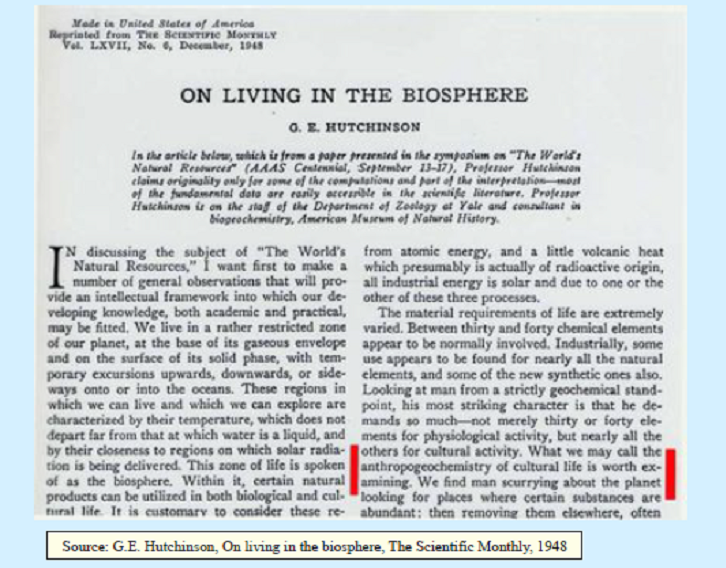 Made in United States of America
Reprinted from THE SCIENTIFIC MONTHLY
Vol. LXVII, No. 6, December, 1948
ON LIVING IN THE BIOSPHERE
G. E. HUTCHINSON
In the article below, which is from a paper presented in the symposium on "The World's
Natural Resources" (AAAS Centennial, September 13-17), Professor Hutchinson
claims originality only for some of the computations and part of the interpretation—most
of the fundamental data are easily accessible in the scientific literature. Professor
Hutchinson is on the staff of the Department of Zoology at Yale and consultant in
biogeochemistry, American Museum of Natural History.
IN discussing the subject of "The World's
Natural Resources," I want first to make a
number of general observations that will pro-
vide an intellectual framework into which our de-
veloping knowledge, both academic and practical,
may be fitted. We live in a rather restricted zone
of our planet, at the base of its gaseous envelope
and on the surface of its solid phase, with tem-
porary excursions upwards, downwards, or side-
ways onto or into the oceans. These regions in
which we can live and which we can explore are
characterized by their temperature, which does not
depart far from that at which water is a liquid, and
by their closeness to regions on which solar radia-
tion is being delivered. This zone of life is spoken
of as the biosphere. Within it, certain natural
products can be utilized in both biological and cul-
tural life. It is customary to consider these re-
from atomic energy, and a little volcanic heat
which presumably is actually of radioactive origin,
all industrial energy is solar and due to one or the
other of these three processes.
The material requirements of life are extremely
varied. Between thirty and forty chemical elements
appear to be normally involved. Industrially, some
use appears to be found for nearly all the natural
elements, and some of the new synthetic ones also.
Looking at man from a strictly geochemical stand-
point, his most striking character is that he de-
mands so much—not merely thirty or forty ele-
ments for physiological activity, but nearly all the
others for cultural activity. What we may call the
anthropogeochemistry of cultural life is worth ex-
amining. We find man scurrying about the planet
looking for places where certain substances are
abundant; then removing them elsewhere, often
Source: G.E. Hutchinson, On living in the biosphere, The Scientific Monthly, 1948